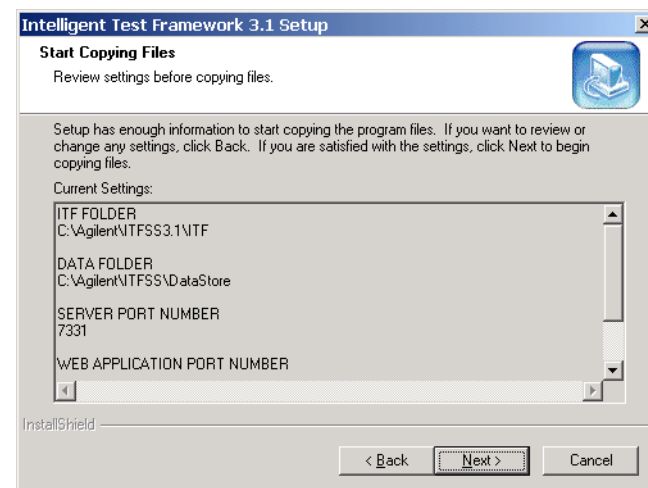 Intelligent Test Framework 3.1 Setup
Start Copying Files
Review settings before copying files.
Setup has enough information to start copying the program files. If you want to review or
change any settings, click Back. If you are satisfied with the settings, click Next to begin
copying files.
Current Settings:
ITF FOLDER
C:\Agilent\ITFSS3.1\ITF
DATA FOLDER
C:\Agilent\ITFSS\DataStore
SERVER PORT NUMBER
7331
WEB APPLICATION PORT NUMBER
InstallShield
< Back Next > Cancel